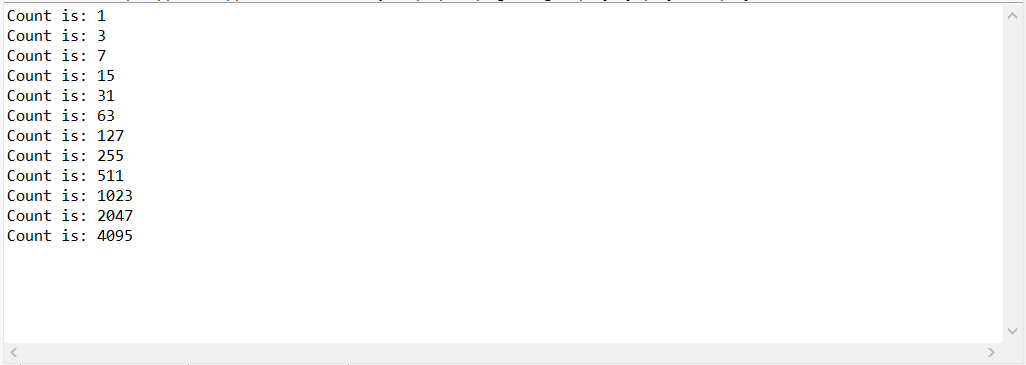 Count is: 1
Count is: 3
Count is: 7
Count is: 15
Count is: 31
Count is: 63
Count is: 127
Count is: 255
Count is: 511
Count is: 1023
Count is: 2047
Count is: 4095